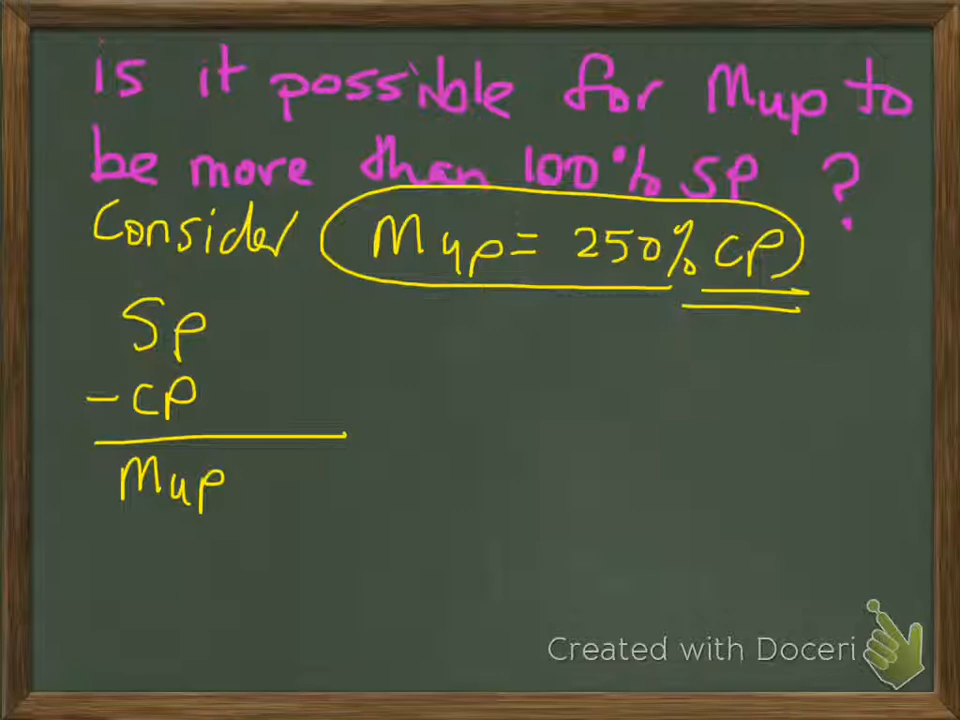 is it possible for Mup to
be more than 100% SP ?
Consider Mup = 250% CP
SP
- CP
Mup
Created with Doceri